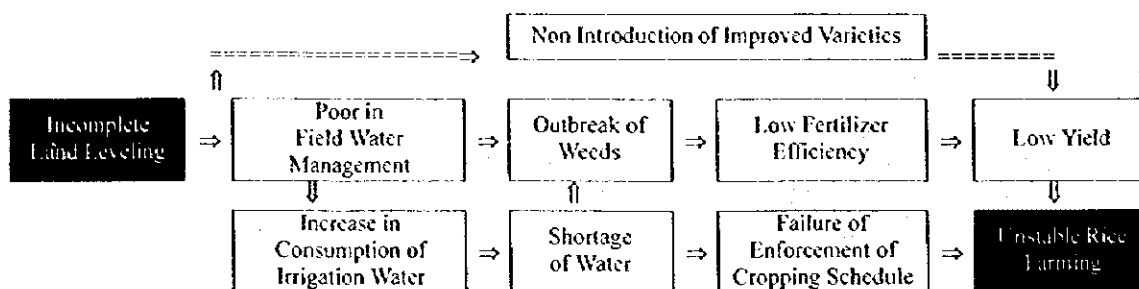 Non Introduction of Improved Varieties
Incomplete
Land Leveling
Poor in
Field Water
Management
Outbreak of
Weeds
Low Fertilizer
Efficiency
Low Yield
Increase in
Consumption of
Irrigation Water
Shortage
of Water
Failure of
Enforcement of
Cropping Schedule
Unstable Rice
Farming